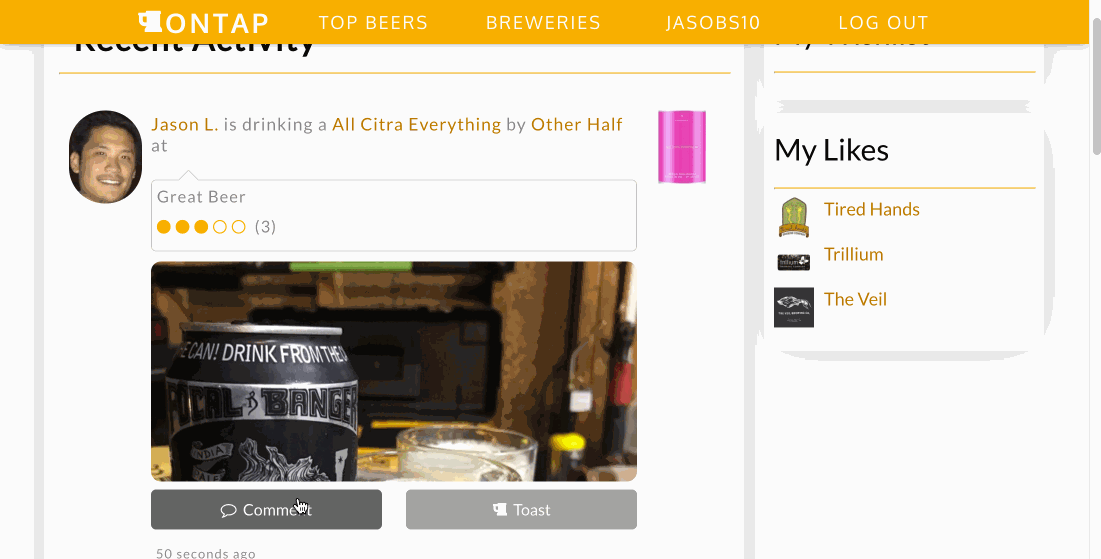 ONTAP TOP BEERS BREWERIES JASOBS10 LOG OUT
Recent Activity
Jason L. is drinking a All Citra Everything by Other Half
at
Great Beer
(3)
E CAN! DRINK FROM THE
FOCAL BANGER
INDIA
Comment Toast
50 seconds ago
My Likes
Tired Hands
Trillium
trillium
The Veil